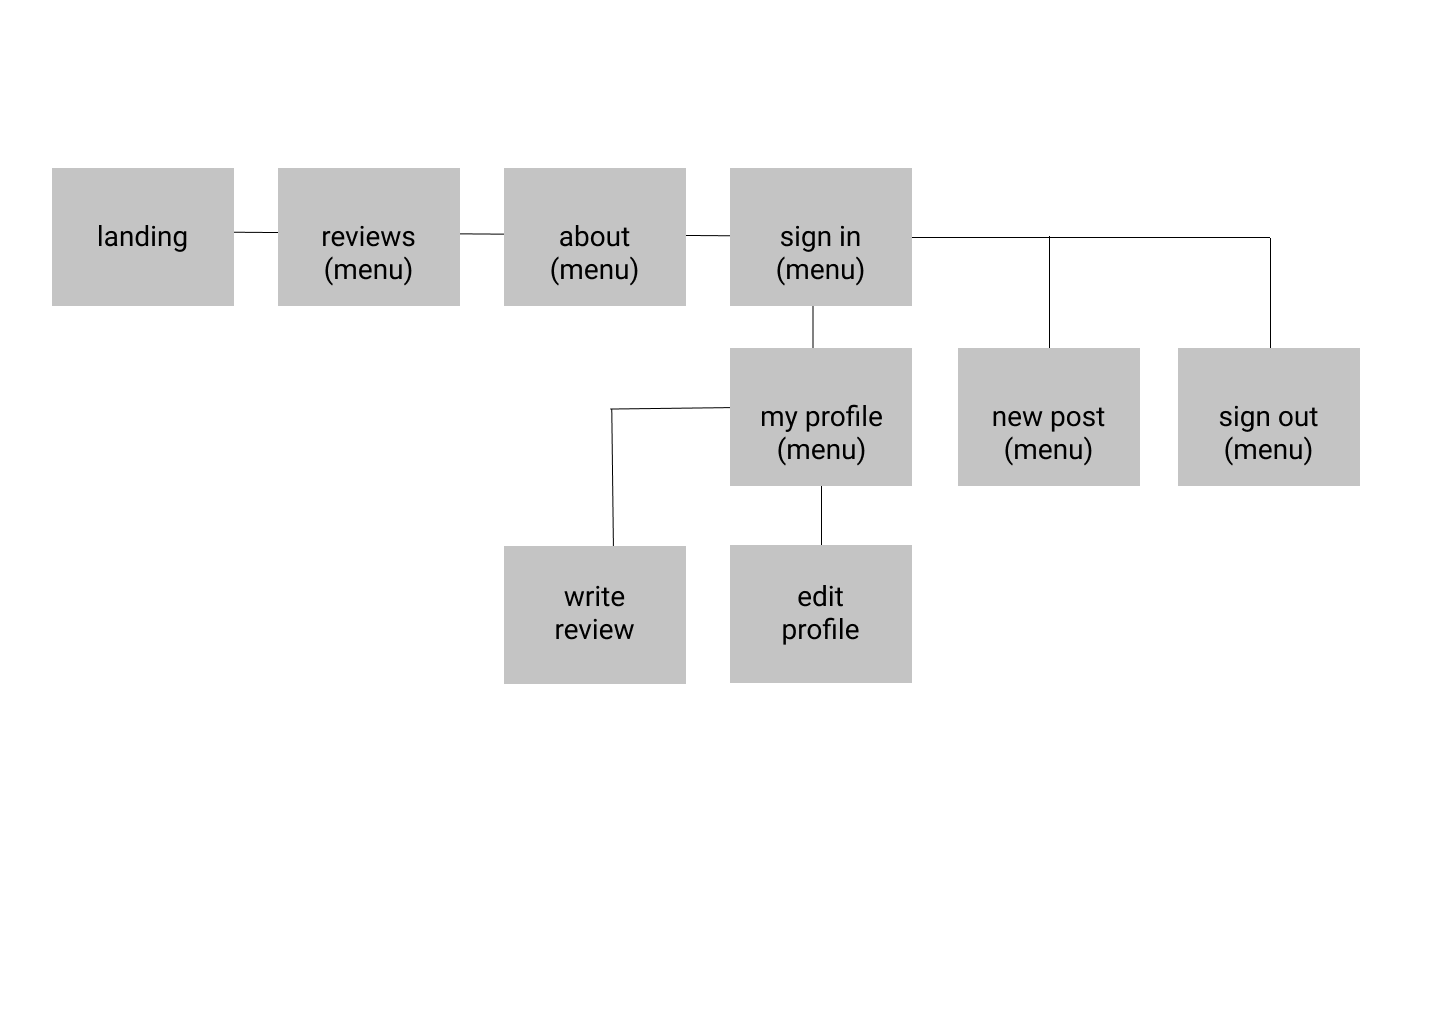 landing
reviews
(menu)
about
(menu)
sign in
(menu)
my profile
(menu)
new post
(menu)
sign out
(menu)
write
review
edit
profile